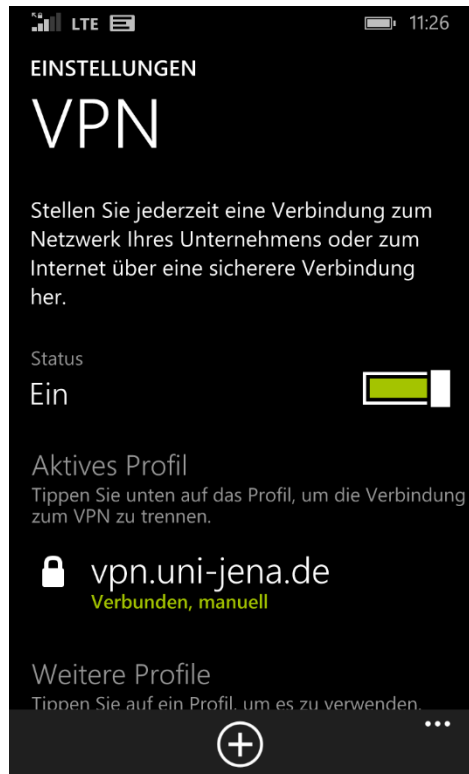 LTE 11:26
EINSTELLUNGEN
VPN
Stellen Sie jederzeit eine Verbindung zum
Netzwerk Ihres Unternehmens oder zum
Internet über eine sicherere Verbindung
her.
Status
Ein
Aktives Profil
Tippen Sie unten auf das Profil, um die Verbindung
zum VPN zu trennen.
vpn.uni-jena.de
Verbunden, manuell
Weitere Profile
Tippen Sie auf ein Profil, um es zu verwenden.